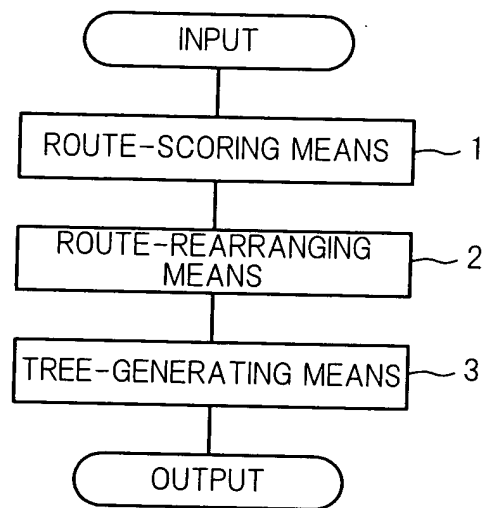 INPUT
ROUTE-SCORING MEANS
1
ROUTE-REARRANGING
MEANS
2
TREE-GENERATING MEANS
3
OUTPUT